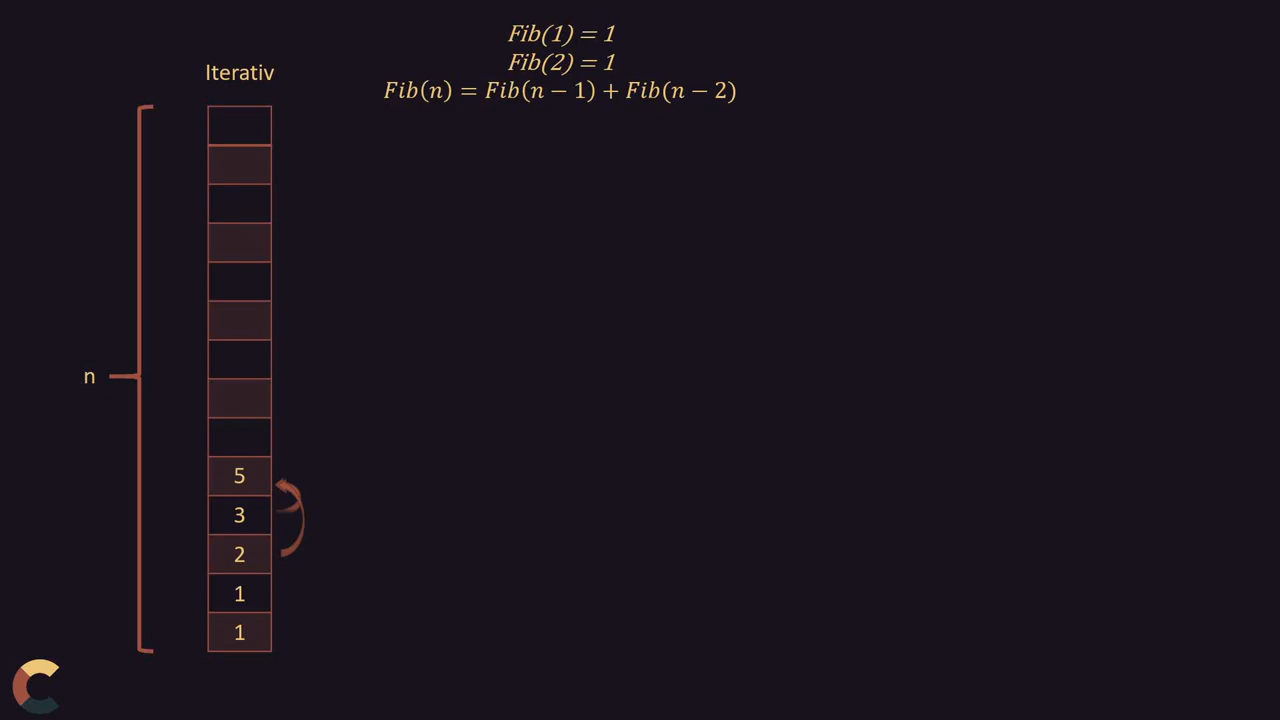 Fib(1) = 1
Fib(2) = 1
Fib(n) = Fib(n − 1) + Fib(n − 2)
Iterativ
n
5
3
2
1
1